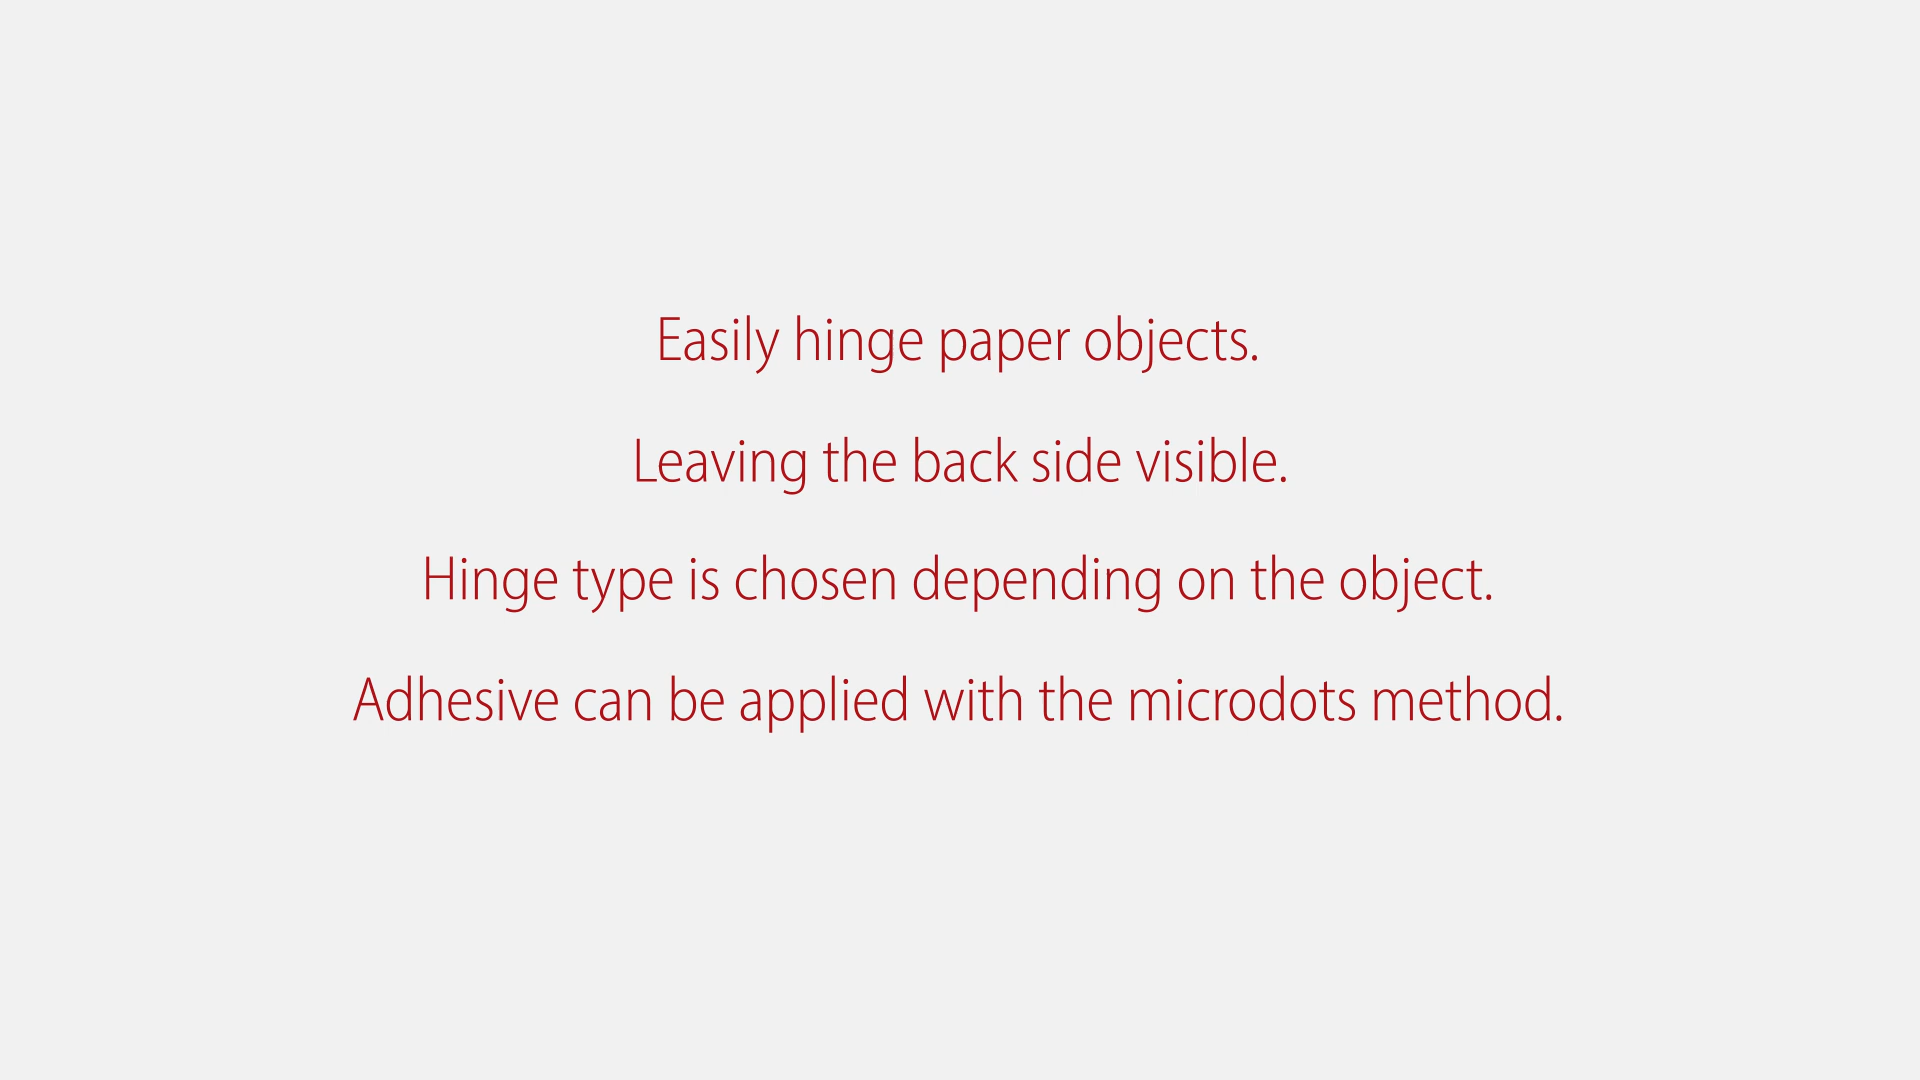 Easily hinge paper objects.
Leaving the back side visible.
Hinge type is chosen depending on the object.
Adhesive can be applied with the microdots method.